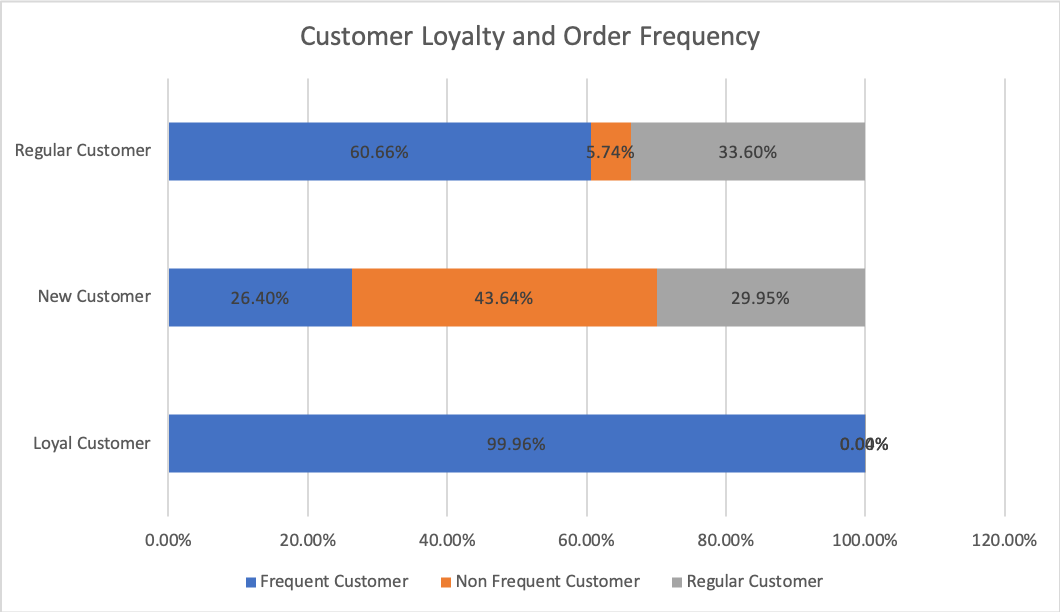 Customer Loyalty and Order Frequency
Regular Customer 60.66% 5.74% 33.60%
New Customer 26.40% 43.64% 29.95%
Loyal Customer 99.96%
0.00% 20.00% 40.00% 60.00% 80.00% 100.00% 120.00%
Frequent Customer Non Frequent Customer Regular Customer